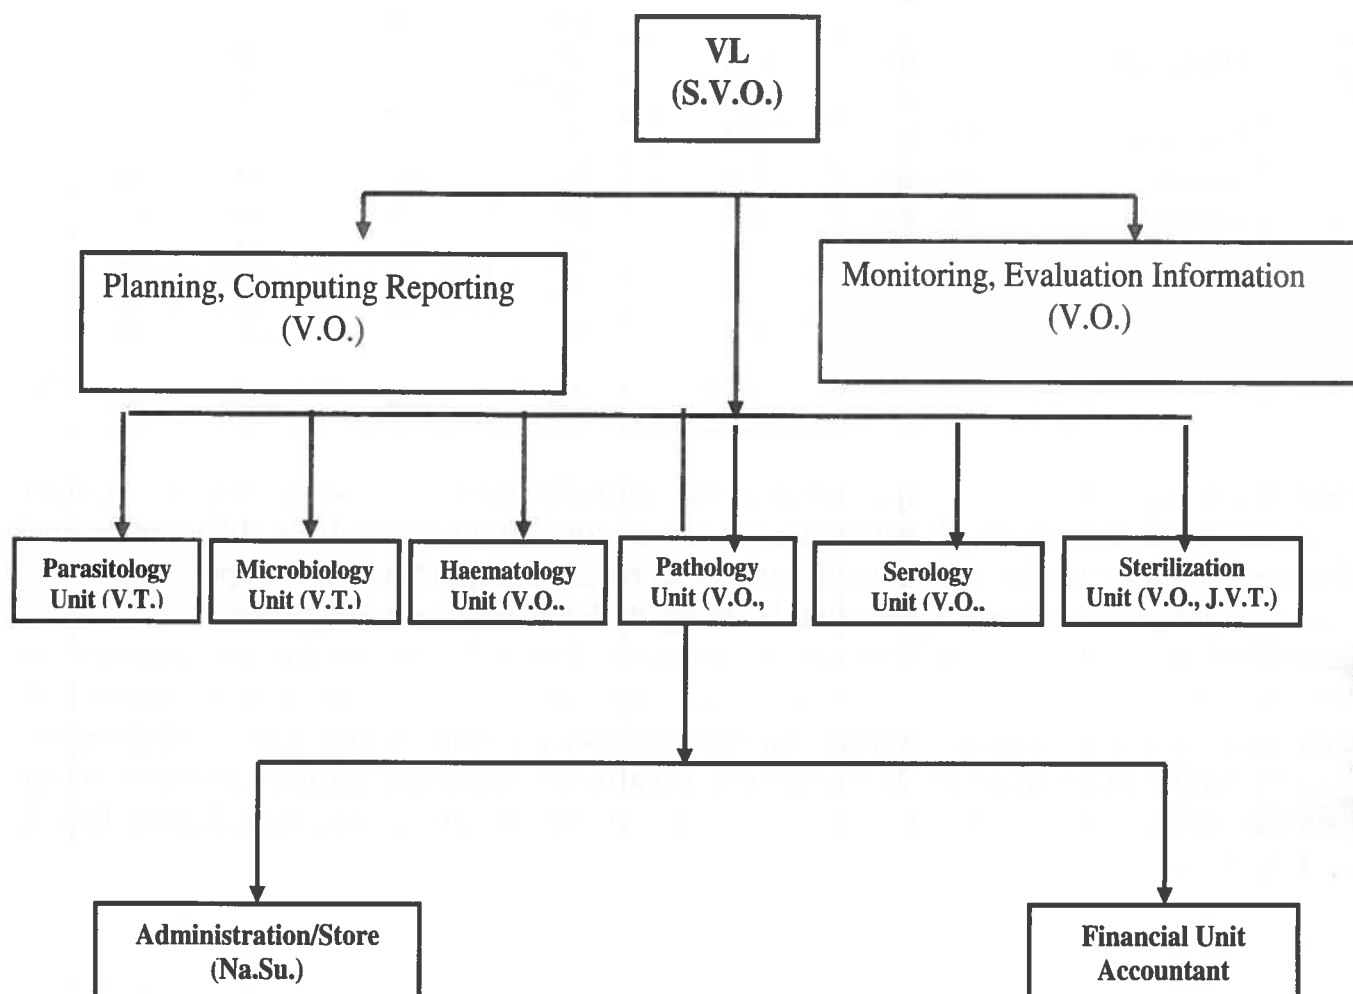 VL
(S.V.O.)
Planning, Computing Reporting
(V.O.)
Monitoring, Evaluation Information
(V.O.)
Parasitology
Unit (V.T.)
Microbiology
Unit (V.T.)
Haematology
Unit (V.O..
Pathology
Unit (V.O.,
Serology
Unit (V.O..
Sterilization
Unit (V.O., J.V.T.)
Administration/Store
(Na.Su.)
Financial Unit
Accountant